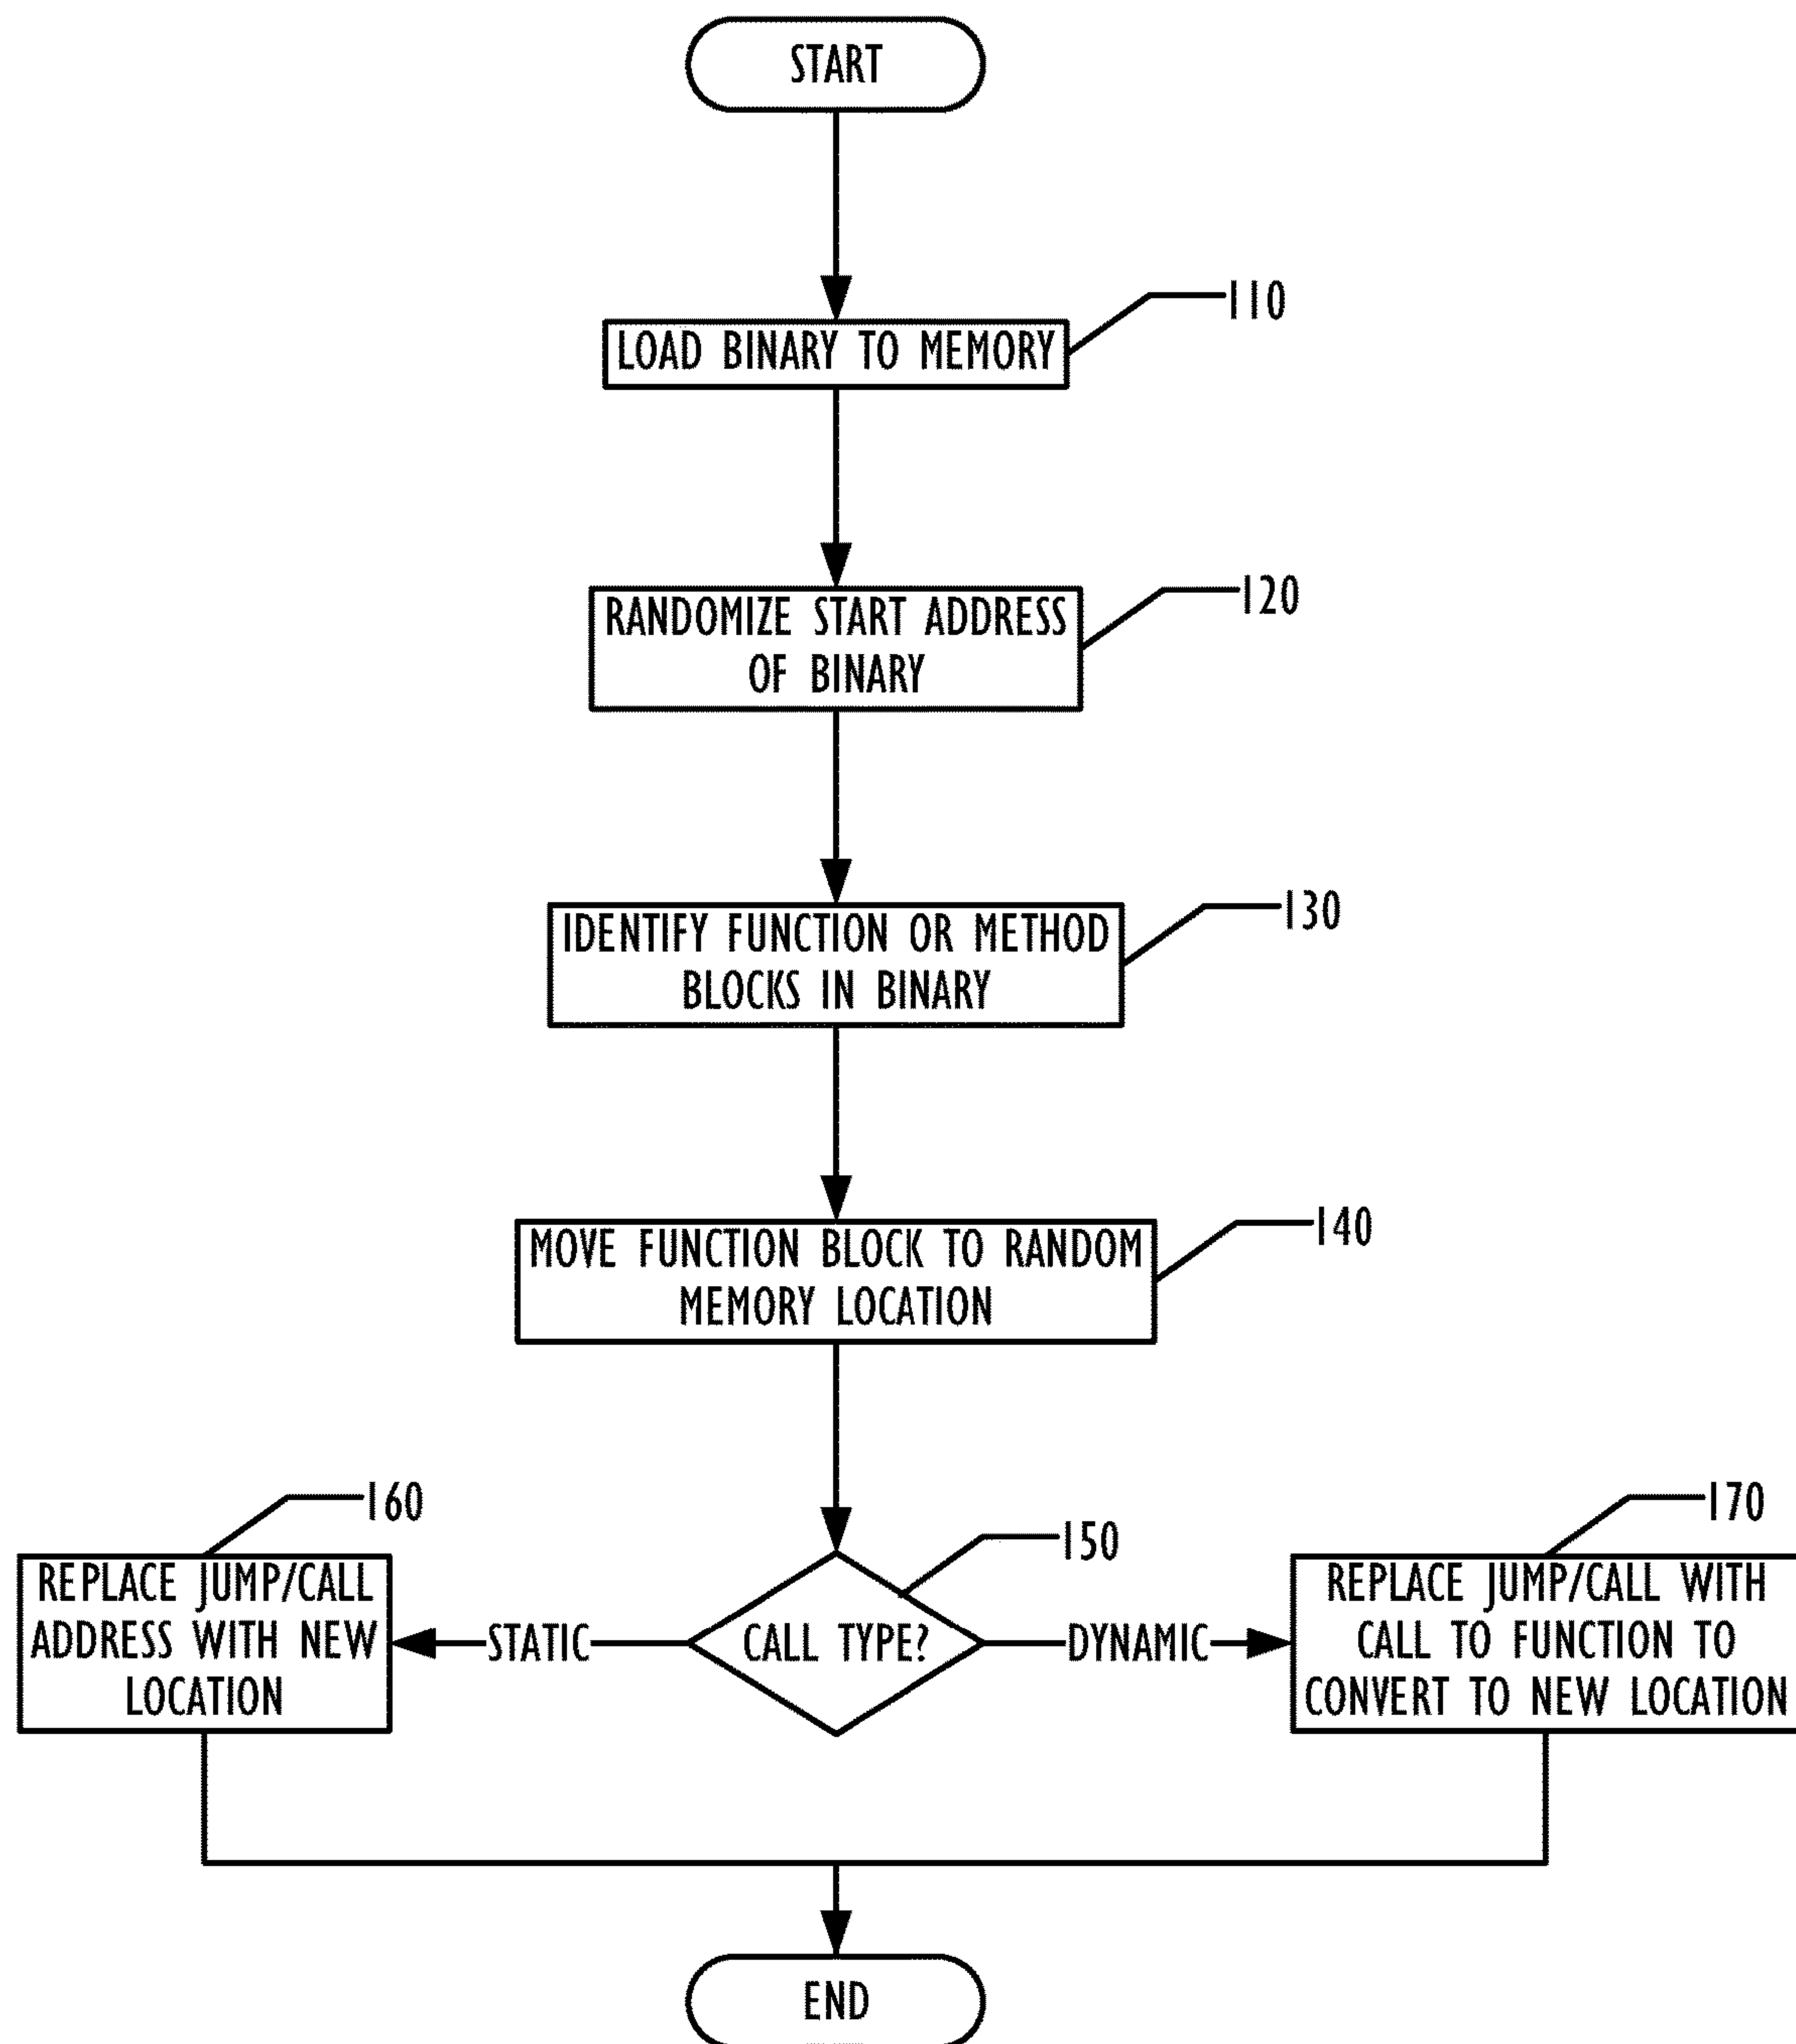 START
110
LOAD BINARY TO MEMORY
120
RANDOMIZE START ADDRESS
OF BINARY
130
IDENTIFY FUNCTION OR METHOD
BLOCKS IN BINARY
140
MOVE FUNCTION BLOCK TO RANDOM
MEMORY LOCATION
160
150
170
REPLACE JUMP/CALL
ADDRESS WITH NEW
LOCATION
STATIC
CALL TYPE?
DYNAMIC
REPLACE JUMP/CALL WITH
CALL TO FUNCTION TO
CONVERT TO NEW LOCATION
END